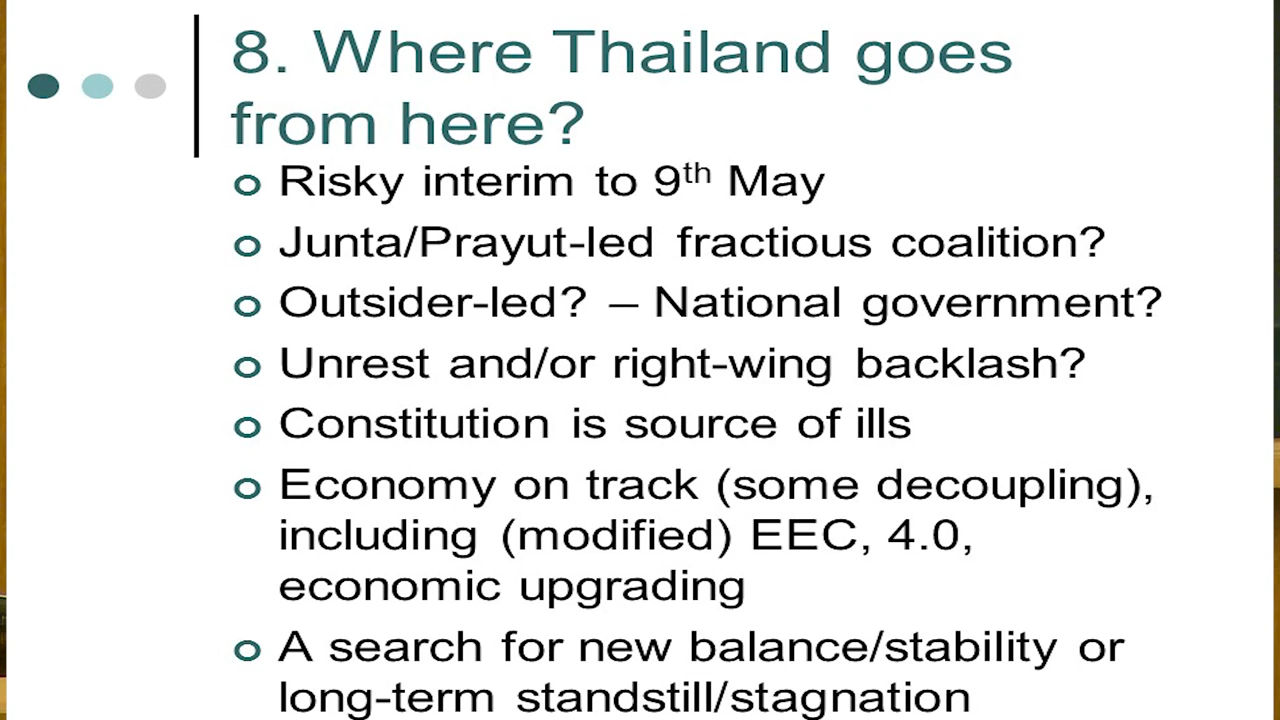 8. Where Thailand goes
from here?
Risky interim to 9th May
Junta/Prayut-led fractious coalition?
Outsider-led? – National government?
Unrest and/or right-wing backlash?
Constitution is source of ills
Economy on track (some decoupling),
including (modified) EEC, 4.0,
economic upgrading
A search for new balance/stability or
long-term standstill/stagnation